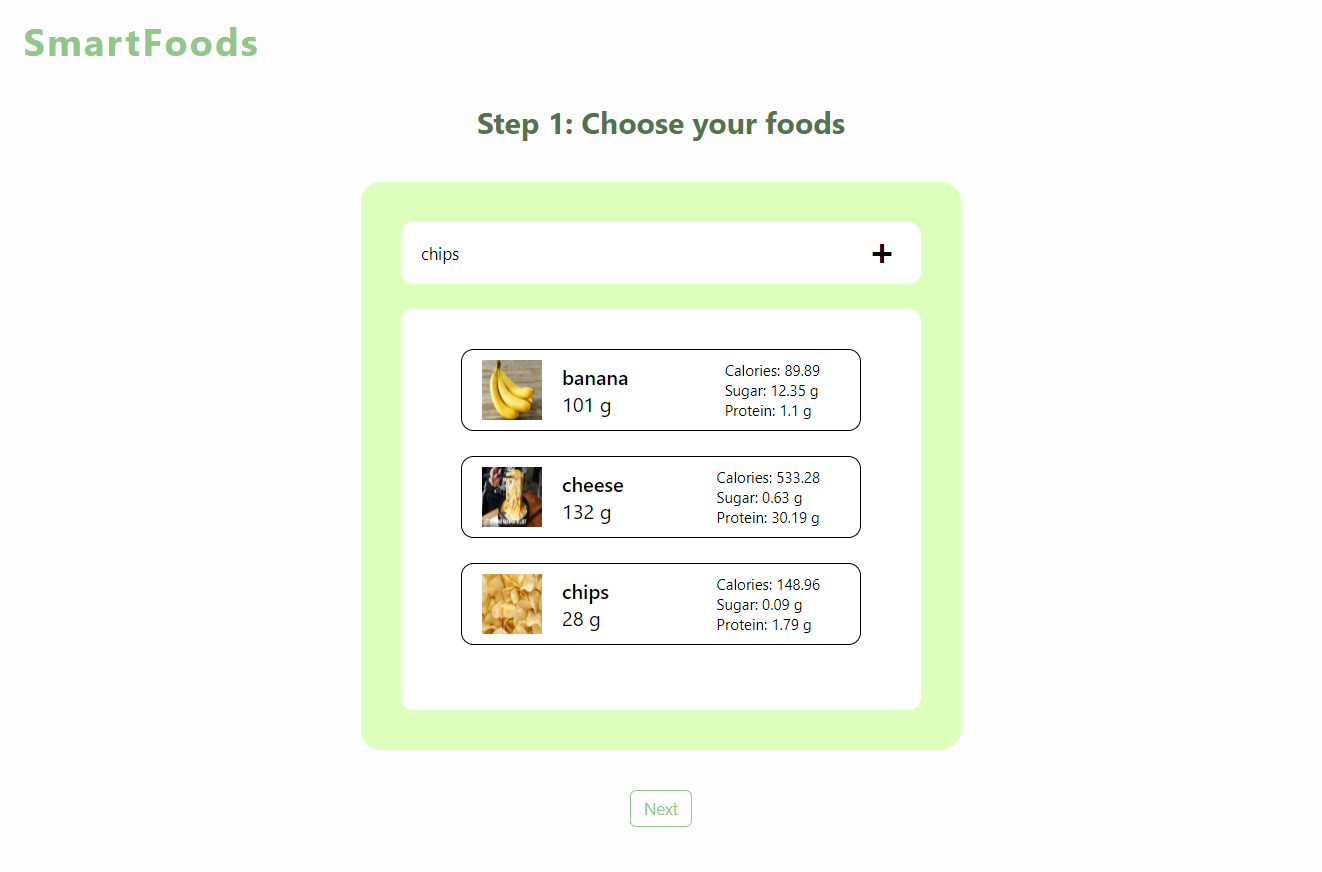 SmartFoods
Step 1: Choose your foods
chips
banana
101 g
Calories: 89.89
Sugar: 12.35 g
Protein: 1.1 g
cheese
132 g
Calories: 533.28
Sugar: 0.63 g
Protein: 30.19 g
chips
28 g
Calories: 148.96
Sugar: 0.09 g
Protein: 1.79 g
Next